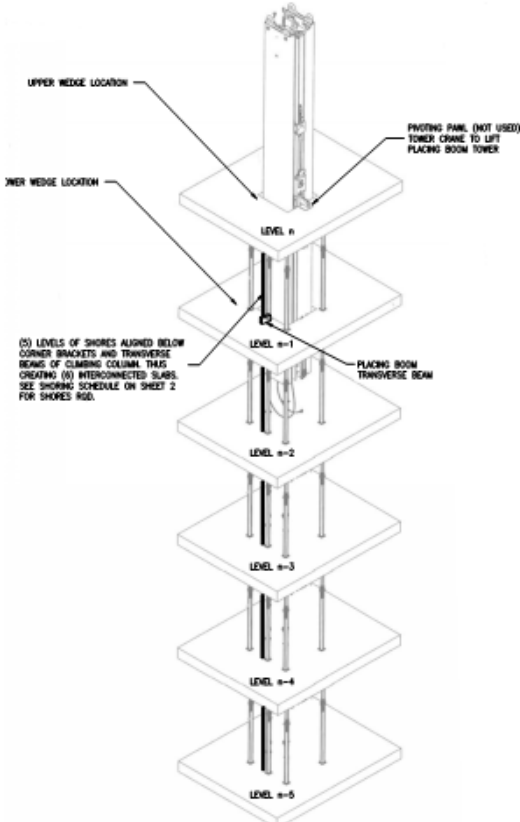 UPPER WEDGE LOCATION
PIVOTING PAWL (NOT USED)
TOWER CRANE TO LIFT
PLACING BOOM TOWER
OWER WEDGE LOCATION
LEVEL n
(5) LEVELS OF SHORES ALIGNED BELOW
CORNER BRACKETS AND TRANSVERSE
BEAMS OF CLIMBING COLUMN. THUS
CREATING (6) INTERCONNECTED SLABS.
SEE SHORING SCHEDULE ON SHEET 2
FOR SHORES RQD.
LEVEL n-1
PLACING BOOM
TRANSVERSE BEAM
LEVEL n-2
LEVEL n-3
LEVEL n-4
LEVEL n-5